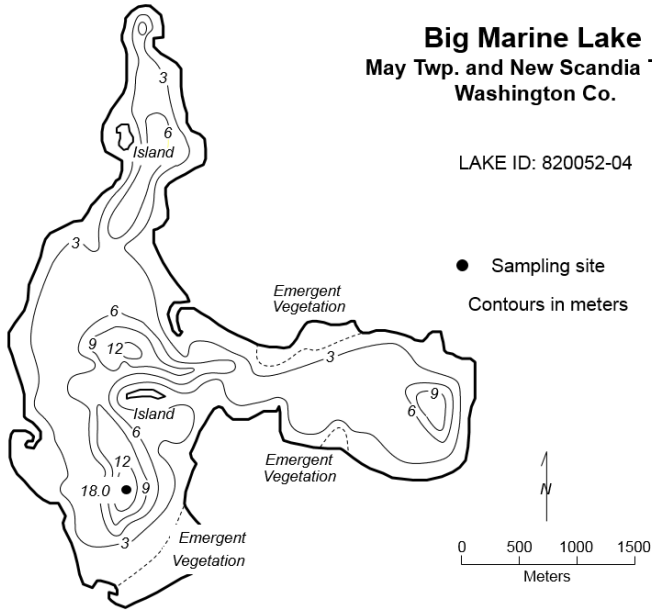 Big Marine Lake
May Twp. and New Scandia
Washington Co.
LAKE ID: 820052-04
Sampling site
Contours in meters
3
6
Island
3
Emergent
Vegetation
6
9
12
3
9
6
Island
6
12
18.0
9
Emergent
Vegetation
3
Emergent
Vegetation
N
0 500 1000 1500
Meters